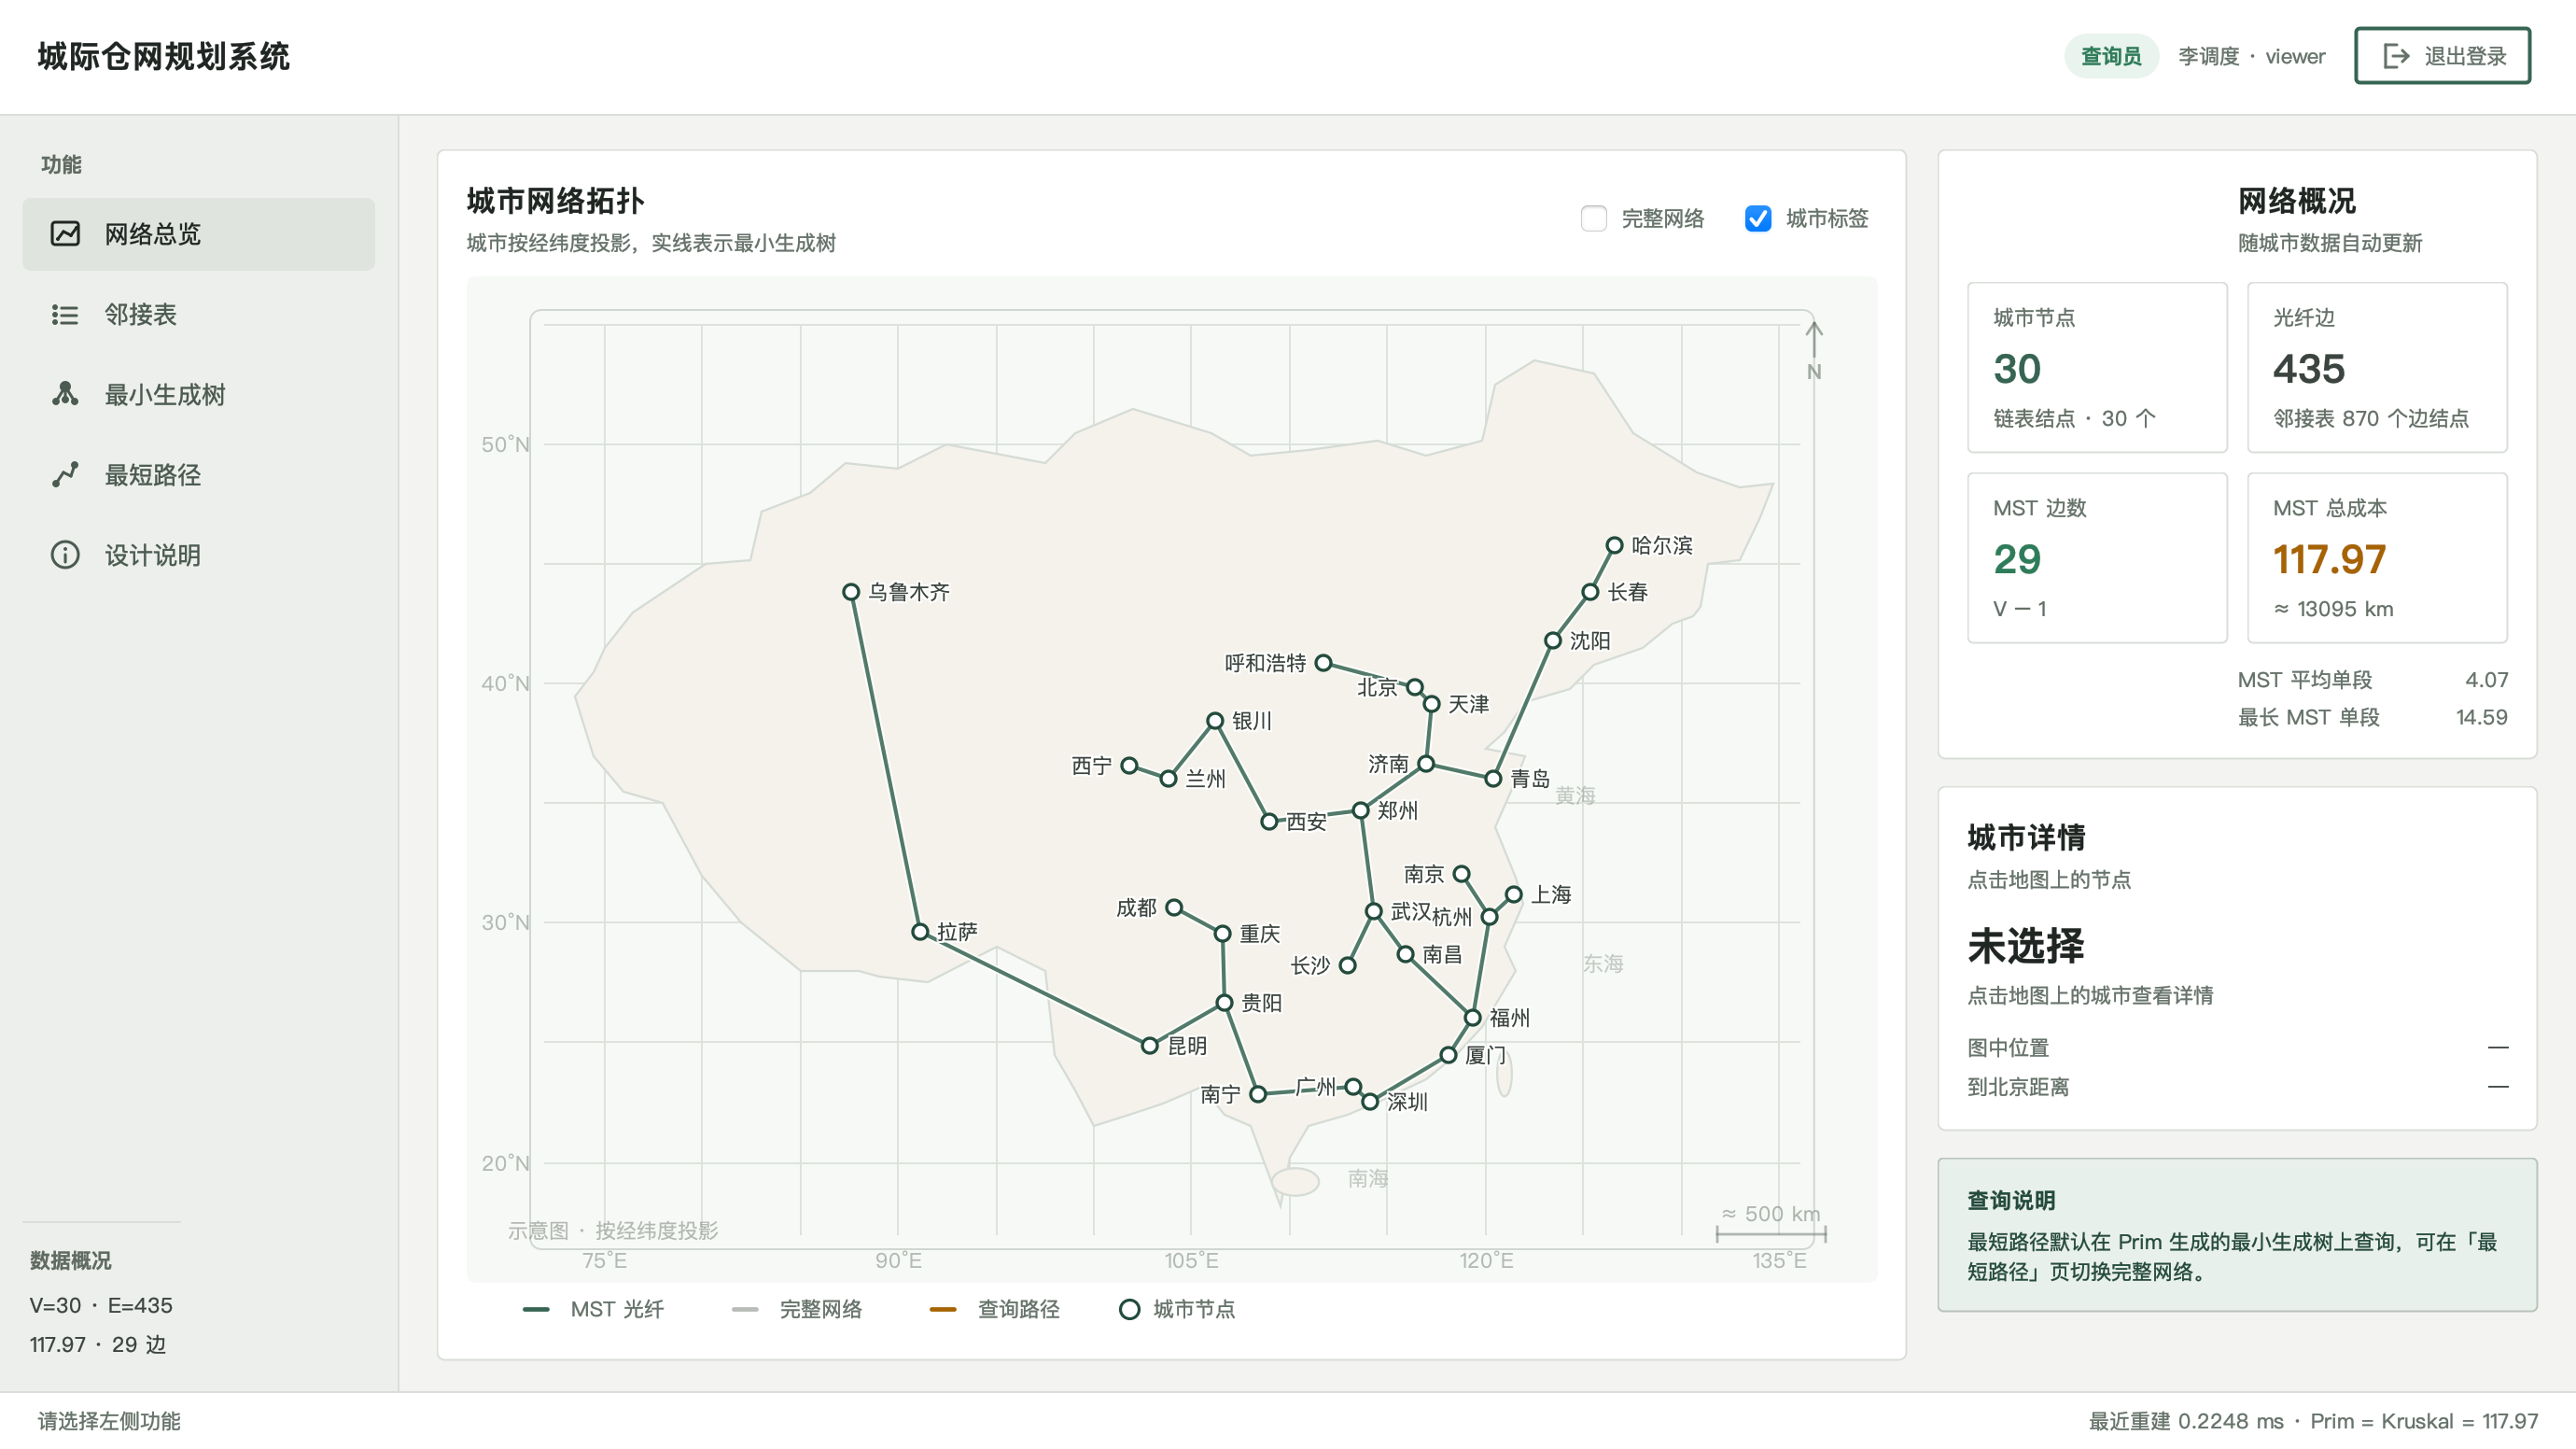 城际仓网规划系统
查询员
李调度 · viewer
退出登录
功能
网络总览
邻接表
最小生成树
最短路径
设计说明
数据概况
V=30 · E=435
117.97 · 29 边
城市网络拓扑
城市按经纬度投影，实线表示最小生成树
完整网络
城市标签
N
50°N
40°N
30°N
20°N
哈尔滨
乌鲁木齐
长春
沈阳
呼和浩特
北京
天津
银川
西宁
兰州
济南
青岛
黄海
西安
郑州
南京
上海
成都
武汉
杭州
拉萨
重庆
南昌
长沙
东海
贵阳
福州
昆明
厦门
南宁
广州
深圳
南海
≈ 500 km
示意图 · 按经纬度投影
75°E
90°E
105°E
120°E
135°E
MST 光纤
完整网络
查询路径
城市节点
网络概况
随城市数据自动更新
城市节点
30
链表结点 · 30 个
光纤边
435
邻接表 870 个边结点
MST 边数
29
V − 1
MST 总成本
117.97
≈ 13095 km
MST 平均单段
4.07
最长 MST 单段
14.59
城市详情
点击地图上的节点
未选择
点击地图上的城市查看详情
图中位置
—
到北京距离
—
查询说明
最短路径默认在 Prim 生成的最小生成树上查询，可在「最
短路径」页切换完整网络。
请选择左侧功能
最近重建 0.2248 ms · Prim = Kruskal = 117.97